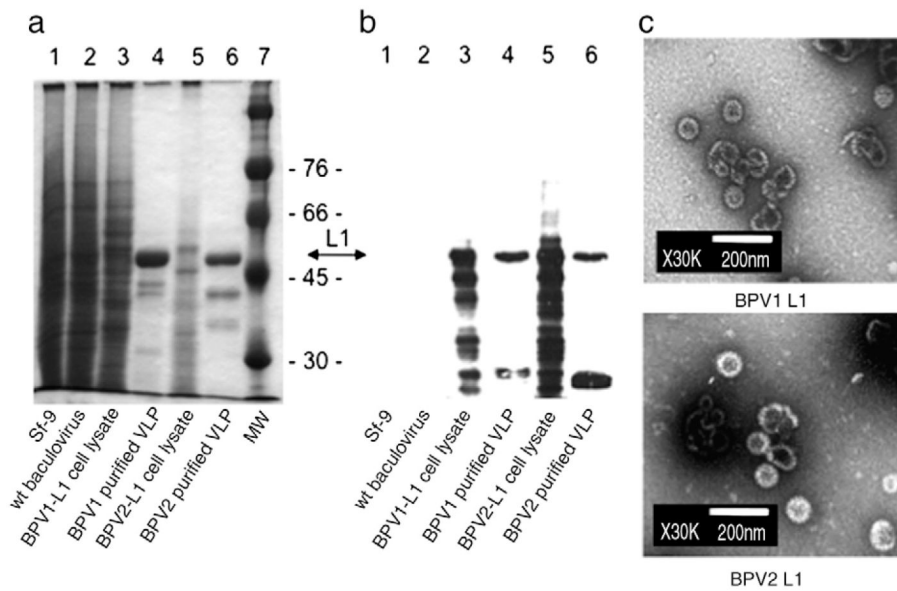 a
1 2 3 4 5 6 7
- 76 -
- 66 -
L1
- 45 -
- 30 -
Sf-9
wt baculovirus
BPV1-L1 cell lysate
BPV1 purified VLP
BPV2-L1 cell lysate
BPV2 purified VLP
MW
b
1 2 3 4 5 6
Sf-9
wt baculovirus
BPV1-L1 cell lysate
BPV1 purified VLP
BPV2-L1 cell lysate
BPV2 purified VLP
c
X30K 200nm
BPV1 L1
X30K 200nm
BPV2 L1